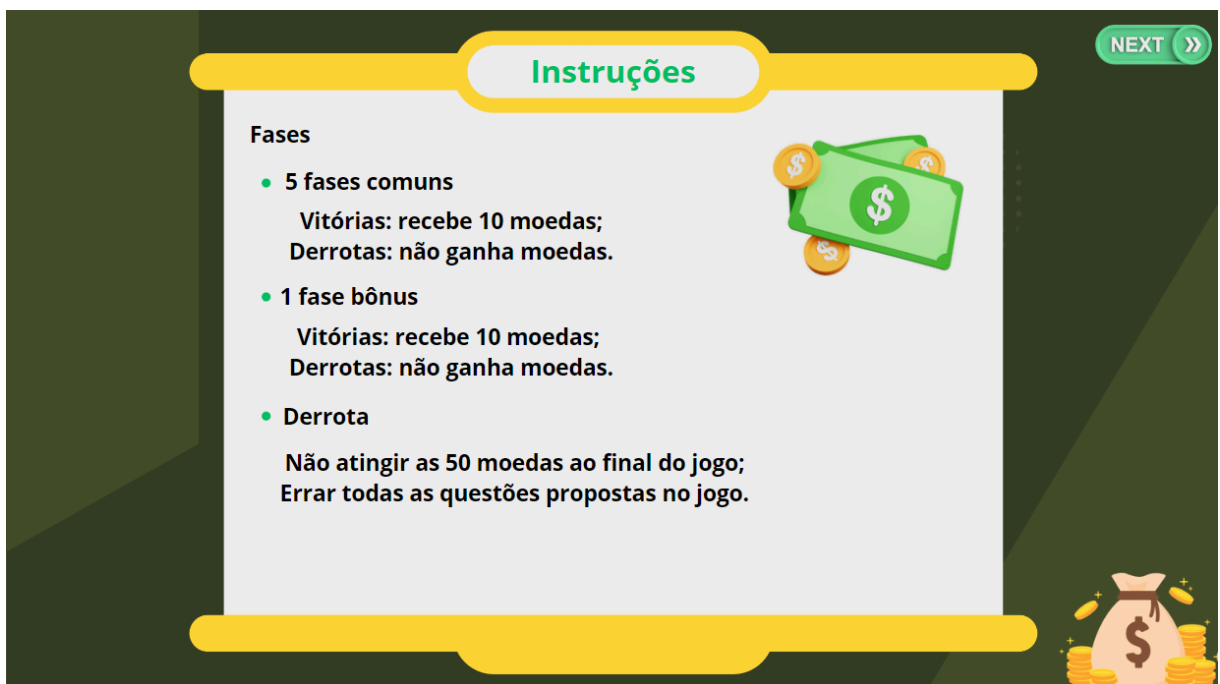 NEXT
Instruções
Fases
5 fases comuns
Vitórias: recebe 10 moedas;
Derrotas: não ganha moedas.
1 fase bônus
Vitórias: recebe 10 moedas;
Derrotas: não ganha moedas.
Derrota
Não atingir as 50 moedas ao final do jogo;
Errar todas as questões propostas no jogo.